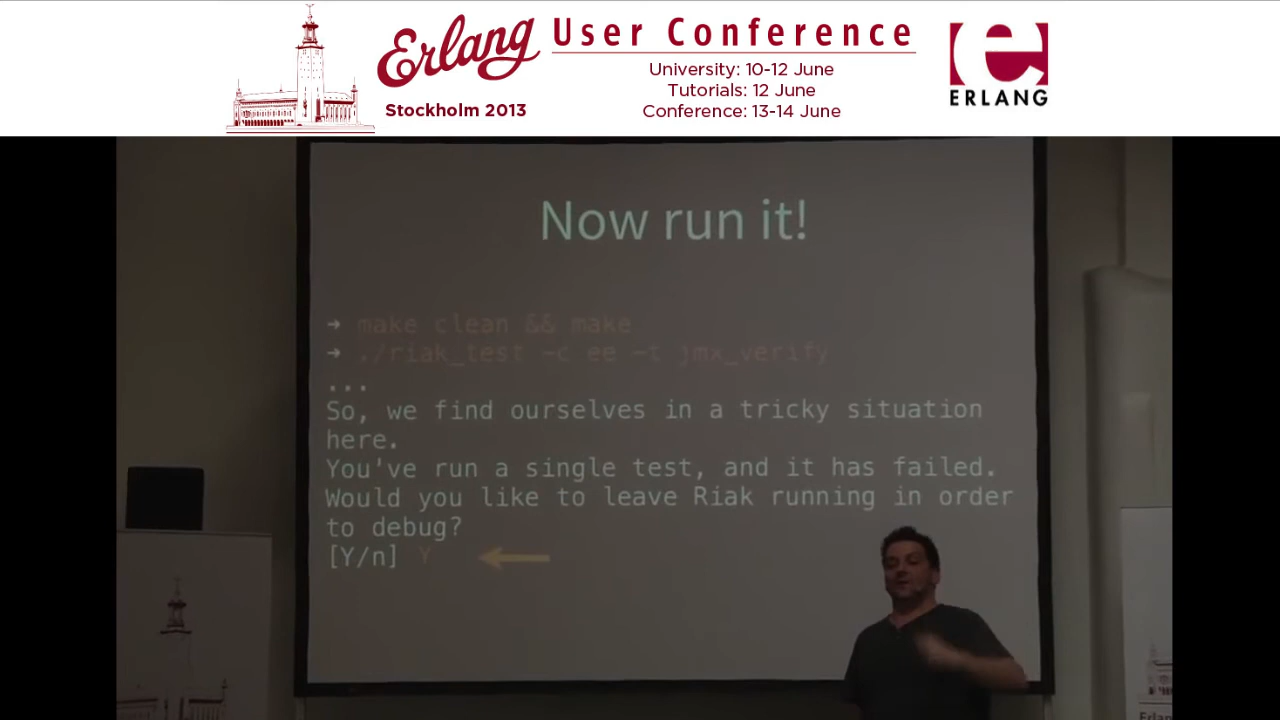 Erlang User Conference
Stockholm 2013
University: 10-12 June
Tutorials: 12 June
Conference: 13-14 June
ERLANG
Now run it!
→ make clean && make
→ ./riak_test -c ee -t jmx_verify
...
So, we find ourselves in a tricky situation
here.
You've run a single test, and it has failed.
Would you like to leave Riak running in order
to debug?
[Y/n] Y